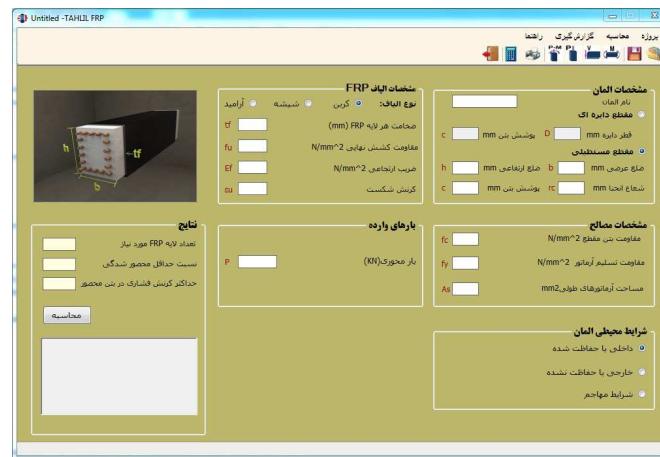 Untitled -TAHLIL FRP
پروژه محاسبه گزارش گیری راهنما
P-M P I V M
مشخصات المان
نام المان
مقطع دایره ای
قطر دایره mm D پوشش بتن mm c
مقطع مستطیلی
ضلع عرضی mm b ضلع ارتفاعی mm h
شعاع انحنا mm rc پوشش بتن mm c
مشخصات الیاف FRP
نوع الیاف: کربن شیشه آرامید
ضخامت هر لایه FRP (mm) tf
مقاومت کشش نهایی N/mm^2 fu
ضریب ارتجاعی N/mm^2 Ef
کرنش شکست εu
h
b
tf
مشخصات مصالح
مقاومت بتن مقطع N/mm^2 fc
مقاومت تسلیم آرماتور N/mm^2 fy
مساحت آرماتورهای طولی mm2 As
بارهای وارده
بار محوری(KN) P
نتایج
تعداد لایه FRP مورد نیاز
نسبت حداقل محصور شدگی
حداکثر کرنش فشاری در بتن محصور
محاسبه
شرایط محیطی المان
داخلی یا حفاظت شده
خارجی یا حفاظت نشده
شرایط مهاجم